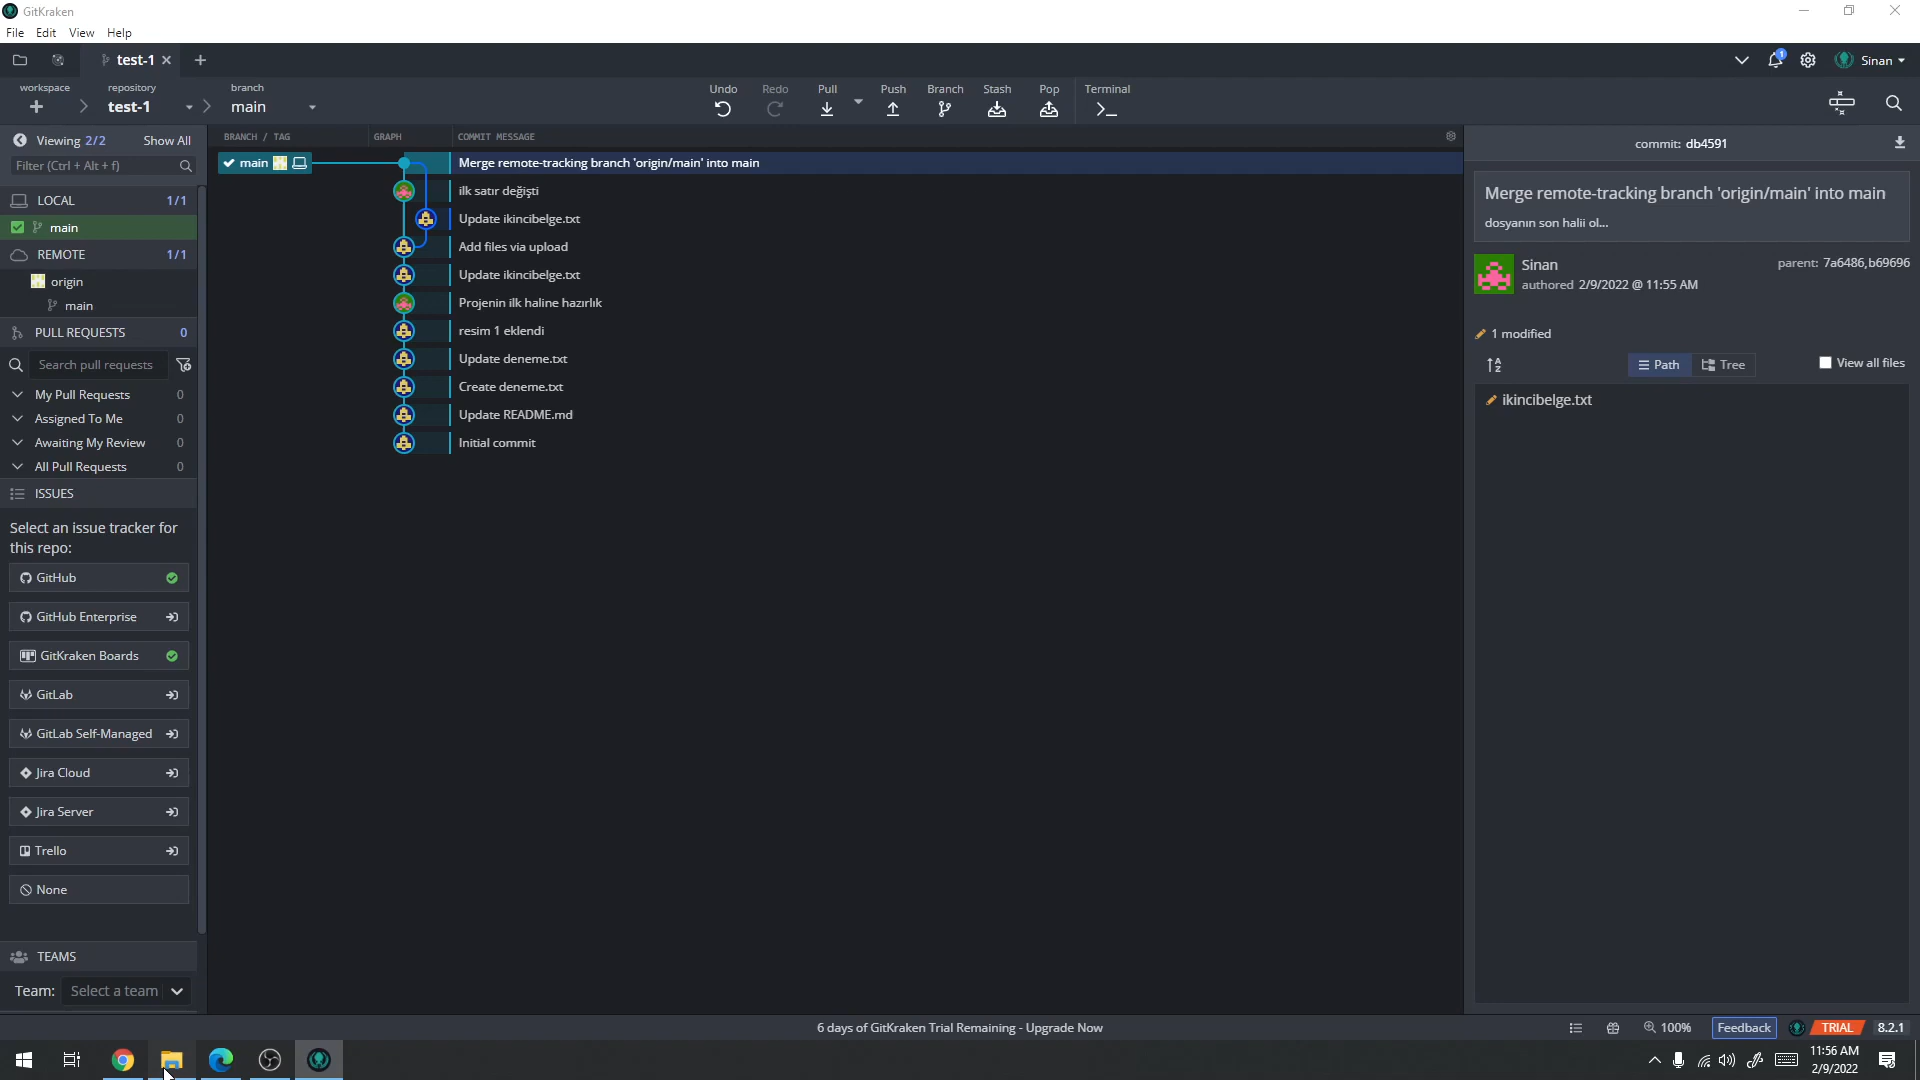 GitKraken
File Edit View Help
test-1
Sinan
workspace
repository
test-1
branch
main
Undo
Redo
Pull
Push
Branch
Stash
Pop
Terminal
Viewing 2/2 Show All
Filter (Ctrl + Alt + f)
LOCAL 1/1
main
REMOTE 1/1
origin
main
PULL REQUESTS 0
Search pull requests
My Pull Requests 0
Assigned To Me 0
Awaiting My Review 0
All Pull Requests 0
ISSUES
Select an issue tracker for
this repo:
GitHub
GitHub Enterprise
GitKraken Boards
GitLab
GitLab Self-Managed
Jira Cloud
Jira Server
Trello
None
TEAMS
Team: Select a team
BRANCH / TAG GRAPH COMMIT MESSAGE
main Merge remote-tracking branch 'origin/main' into main
ilk satır değişti
Update ikincibelge.txt
Add files via upload
Update ikincibelge.txt
Projenin ilk haline hazırlık
resim 1 eklendi
Update deneme.txt
Create deneme.txt
Update README.md
Initial commit
commit: db4591
Merge remote-tracking branch 'origin/main' into main
dosyanın son halii ol...
Sinan
authored 2/9/2022 @ 11:55 AM
parent: 7a6486,b69696
1 modified
Path Tree View all files
ikincibelge.txt
6 days of GitKraken Trial Remaining - Upgrade Now
100% Feedback TRIAL 8.2.1
11:56 AM
2/9/2022